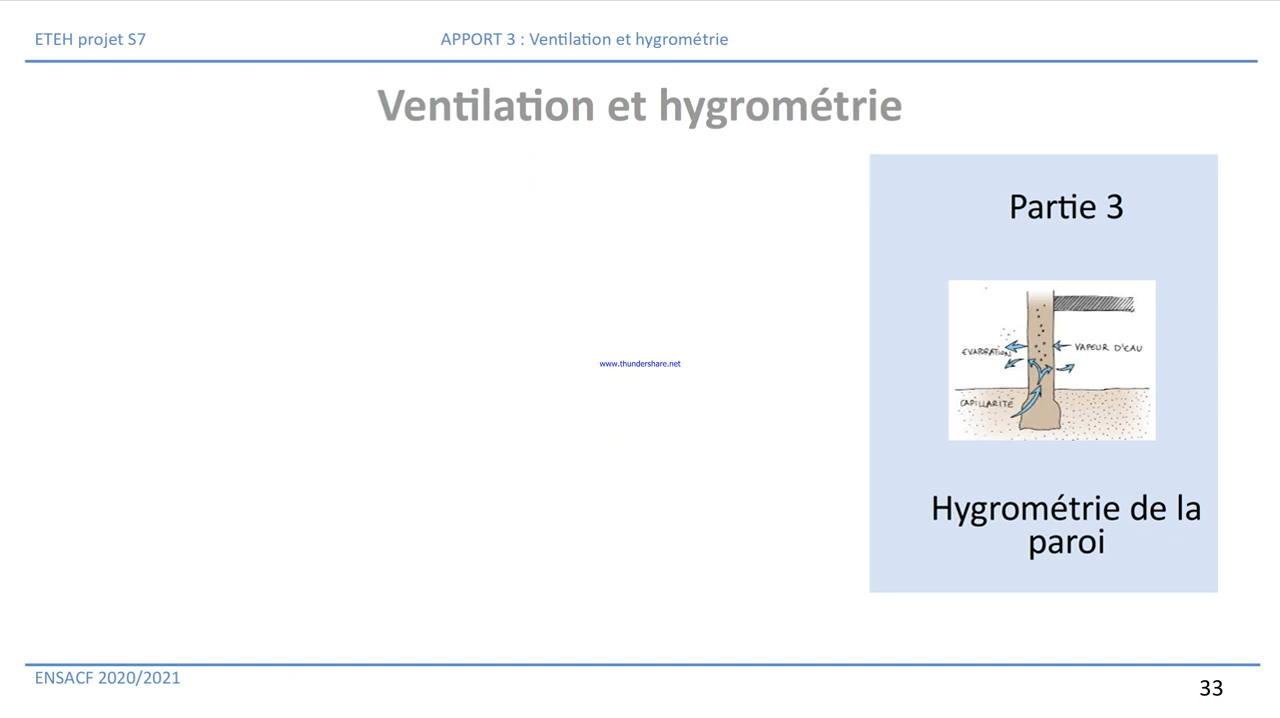 ETEH projet S7
APPORT 3 : Ventilation et hygrométrie
Ventilation et hygrométrie
Partie 3
EVAPORATION
VAPEUR D'EAU
CAPILLARITÉ
www.thundershare.net
Hygrométrie de la
paroi
ENSACF 2020/2021
33